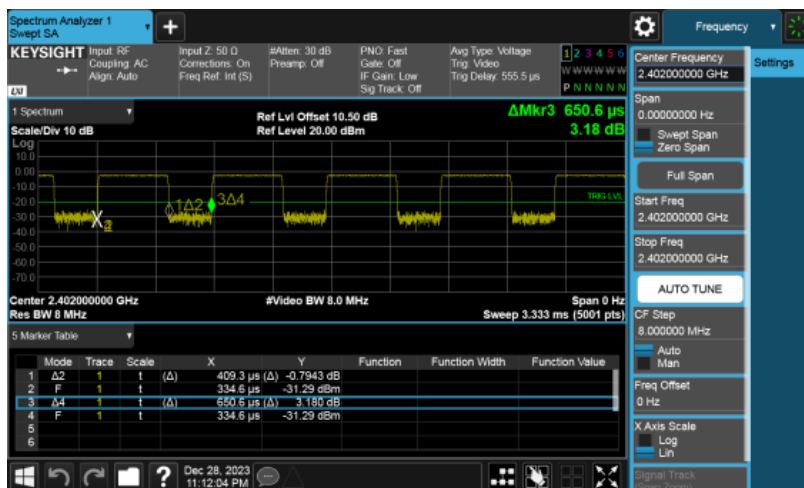 Spectrum Analyzer 1
Swept SA
+
Frequency
KEYSIGHT
Input: RF
Coupling: AC
Align: Auto
Input Z: 50 Ω
Corrections: On
Freq Ref: Int (S)
#Atten: 30 dB
Preamp: Off
PNO: Fast
Gate: Off
IF Gain: Low
Sig Track: Off
Avg Type: Voltage
Trig: Video
Trig Delay: 555.5 µs
1 2 3 4 5 6
W W W W W W
P N N N N N
LXI
1 Spectrum
Scale/Div 10 dB
Ref Lvl Offset 10.50 dB
Ref Level 20.00 dBm
ΔMkr3 650.6 µs
3.18 dB
Log
10.0
0.00
-10.0
-20.0
-30.0
-40.0
-50.0
-60.0
-70.0
1Δ2
3Δ4
TRIG LVL
X
Center 2.402000000 GHz
Res BW 8 MHz
#Video BW 8.0 MHz
Span 0 Hz
Sweep 3.333 ms (5001 pts)
5 Marker Table
Mode Trace Scale X Y Function Function Width Function Value
1 Δ2 1 t (Δ) 409.3 µs (Δ) -0.7943 dB
2 F 1 t 334.6 µs -31.29 dBm
3 Δ4 1 t (Δ) 650.6 µs (Δ) 3.180 dB
4 F 1 t 334.6 µs -31.29 dBm
5
6
?
Dec 28, 2023
11:12:04 PM
Center Frequency
2.402000000 GHz
Span
0.00000000 Hz
Swept Span
Zero Span
Full Span
Start Freq
2.402000000 GHz
Stop Freq
2.402000000 GHz
AUTO TUNE
CF Step
8.000000 MHz
Auto
Man
Freq Offset
0 Hz
X Axis Scale
Log
Lin
Signal Track
(Span Zoom)
Settings